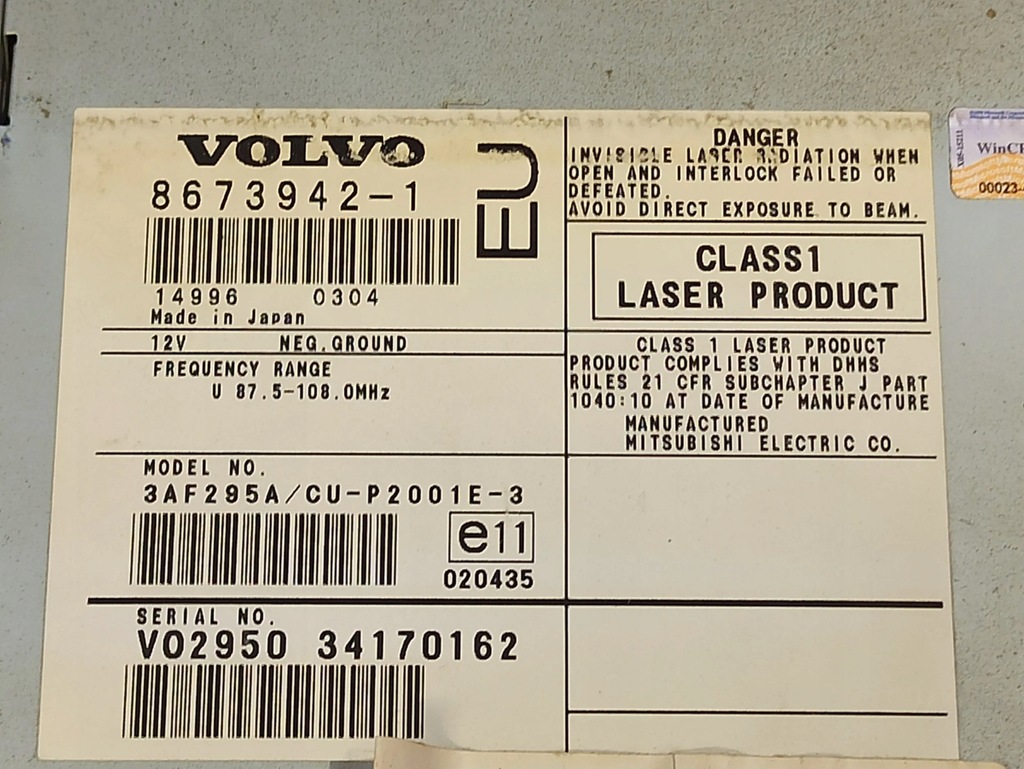 VOLVO
EU
8673942-1
14996 0304
Made in Japan
12V NEG.GROUND
FREQUENCY RANGE
U 87.5-108.0MHz
MODEL NO.
3AF295A/CU-P2001E-3
e11
020435
SERIAL NO.
VO2950 34170162
DANGER
INVISIBLE LASER RADIATION WHEN
OPEN AND INTERLOCK FAILED OR
DEFEATED.
AVOID DIRECT EXPOSURE TO BEAM.
CLASS1
LASER PRODUCT
CLASS 1 LASER PRODUCT
PRODUCT COMPLIES WITH DHHS
RULES 21 CFR SUBCHAPTER J PART
1040:10 AT DATE OF MANUFACTURE
MANUFACTURED
MITSUBISHI ELECTRIC CO.
WinCE
00023-